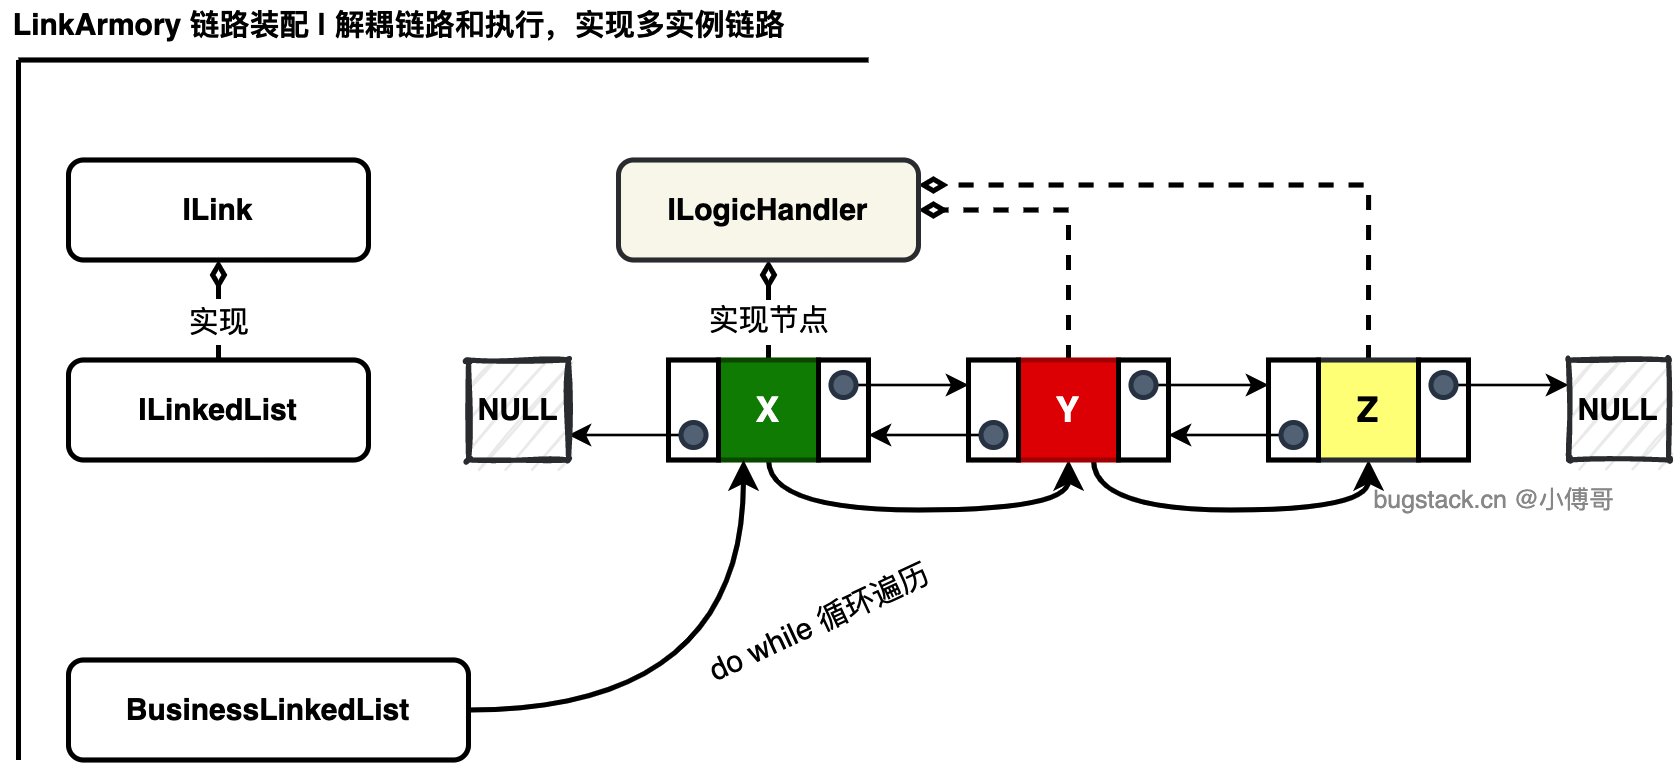 LinkArmory 链路装配 | 解耦链路和执行，实现多实例链路
ILink
ILogicHandler
实现
实现节点
ILinkedList
NULL
X
Y
Z
NULL
bugstack.cn @小傅哥
do while 循环遍历
BusinessLinkedList